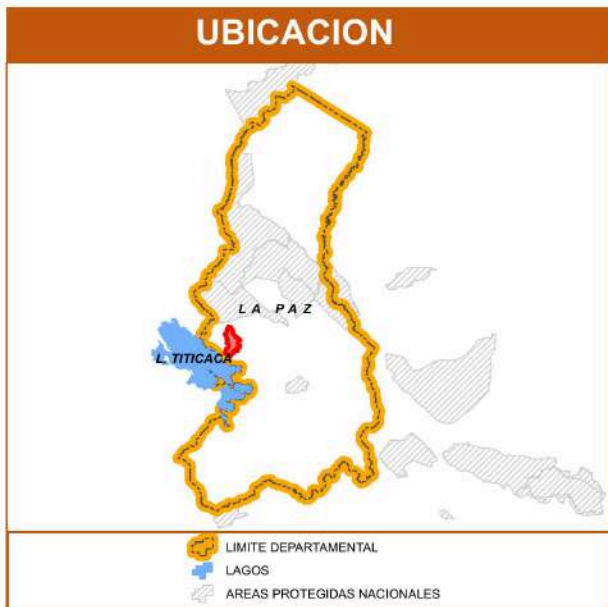 UBICACION
LA PAZ
L. TITICACA
LIMITE DEPARTAMENTAL
LAGOS
AREAS PROTEGIDAS NACIONALES